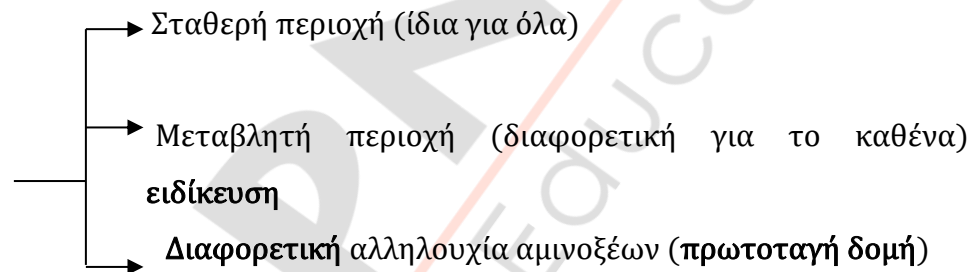 Σταθερή περιοχή (ίδια για όλα)
Μεταβλητή περιοχή (διαφορετική για το καθένα)
ειδίκευση
Διαφορετική αλληλουχία αμινοξέων (πρωτοταγή δομή)